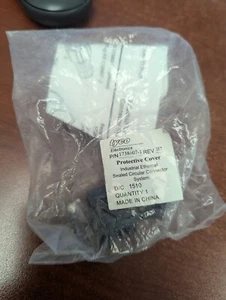 tyco
Electronics
Protective Cover
Industrial Ethernet
Sealed Circular Connector
System
D/C 1510
QUANTITY:1
MADE IN CHINA